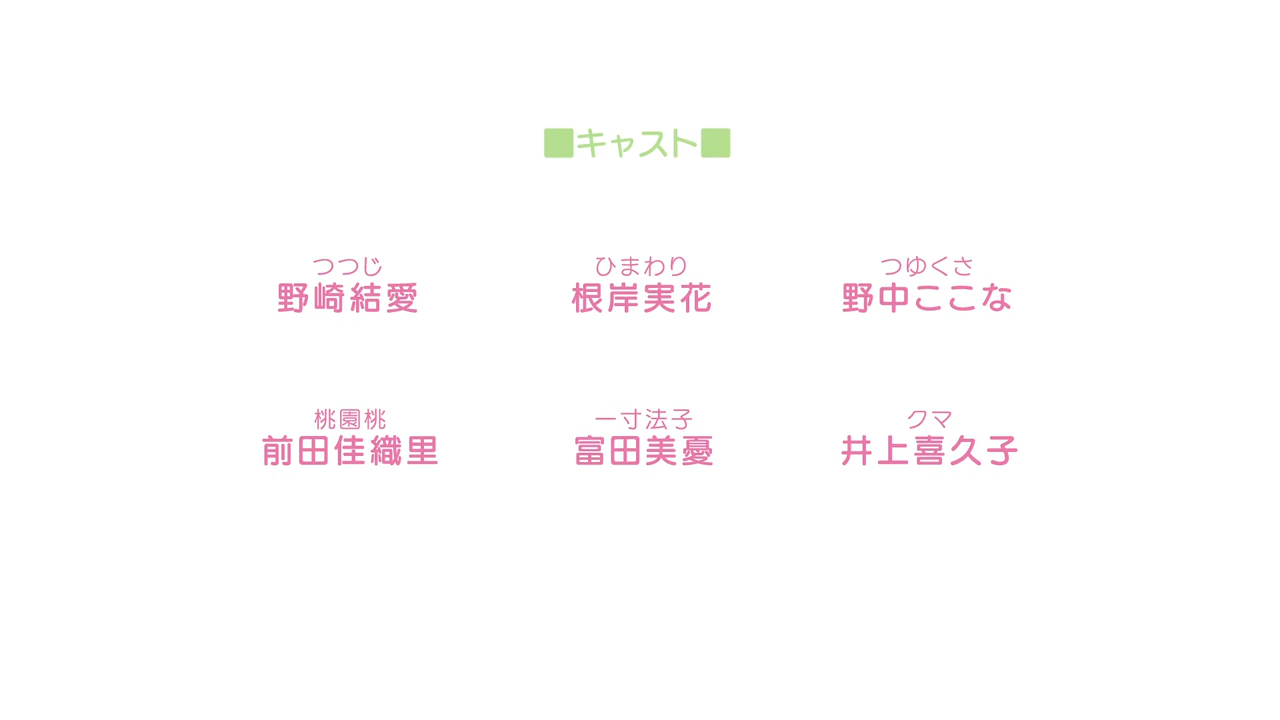 ■キャスト■
つつじ ひまわり つゆくさ
野崎結愛 根岸実花 野中ここな
桃園桃 一寸法子 クマ
前田佳織里 富田美憂 井上喜久子